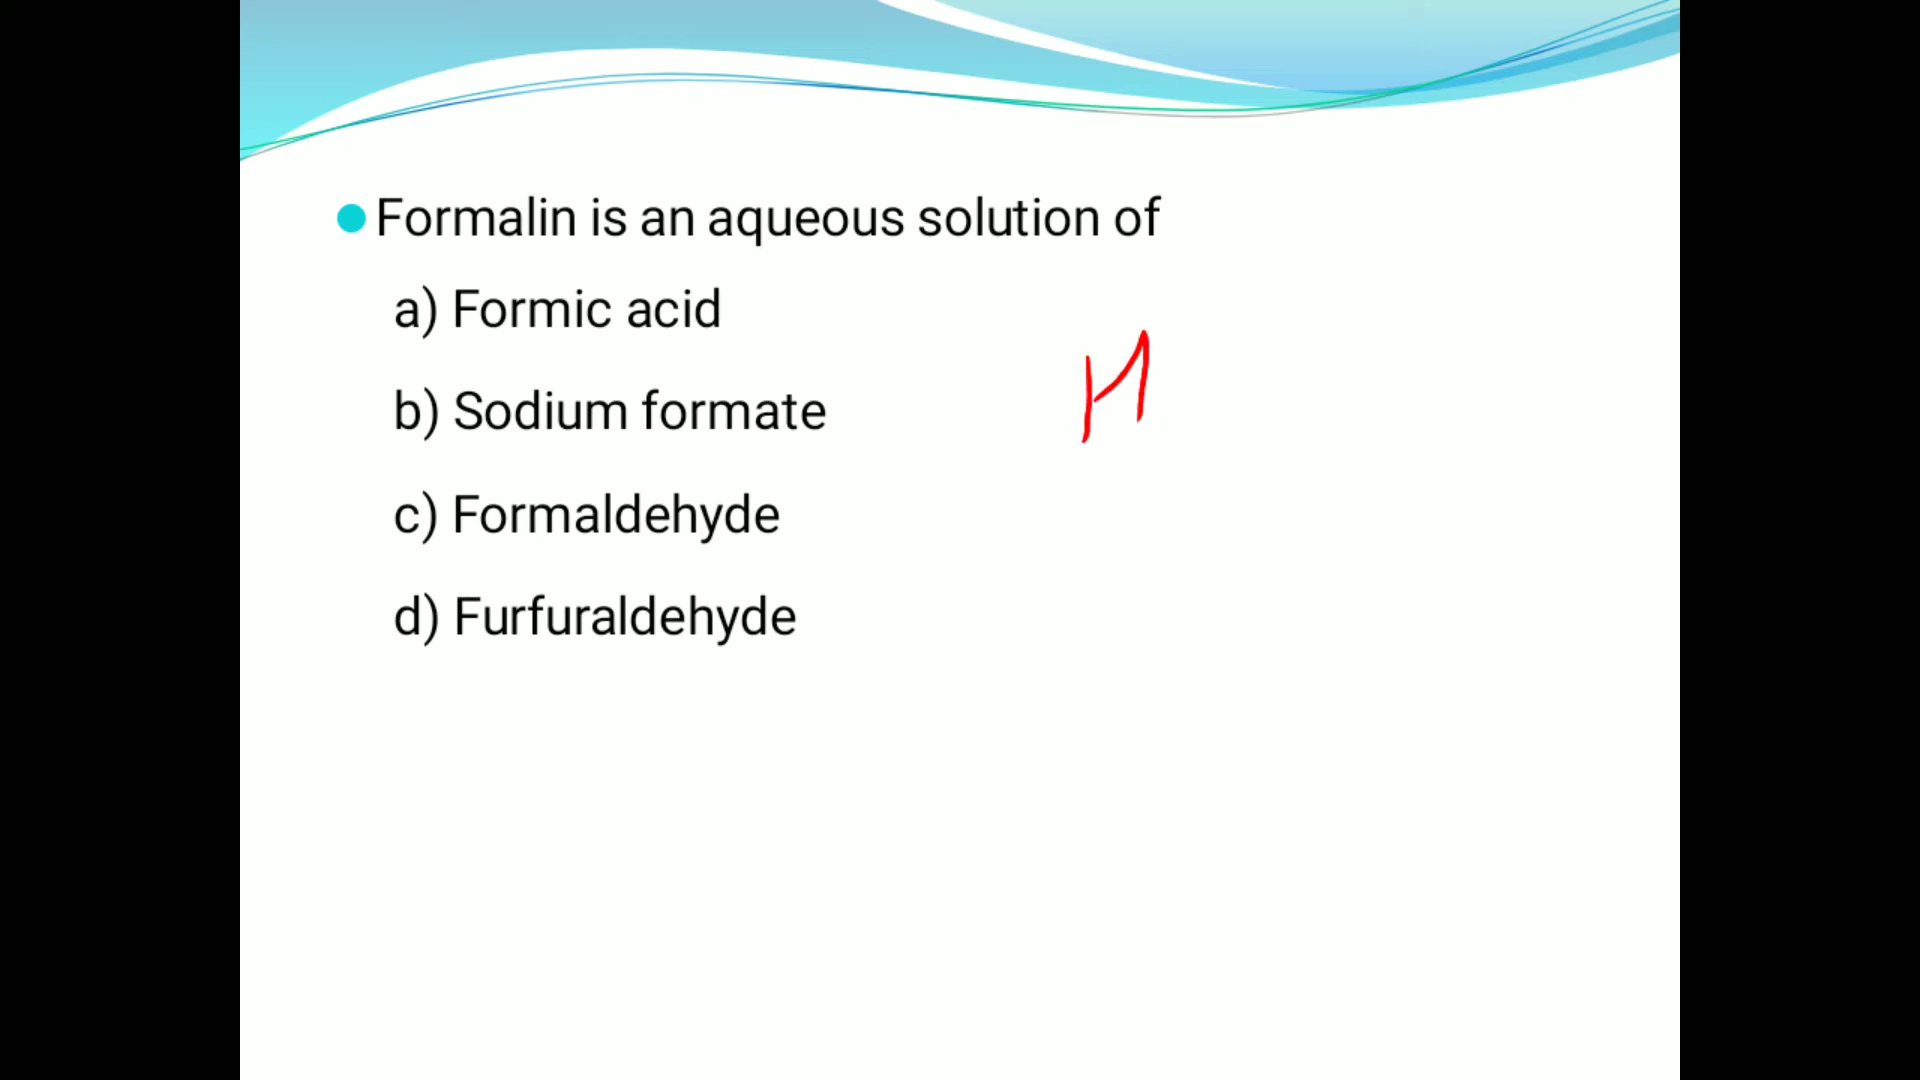 Formalin is an aqueous solution of
a) Formic acid
H
b) Sodium formate
c) Formaldehyde
d) Furfuraldehyde